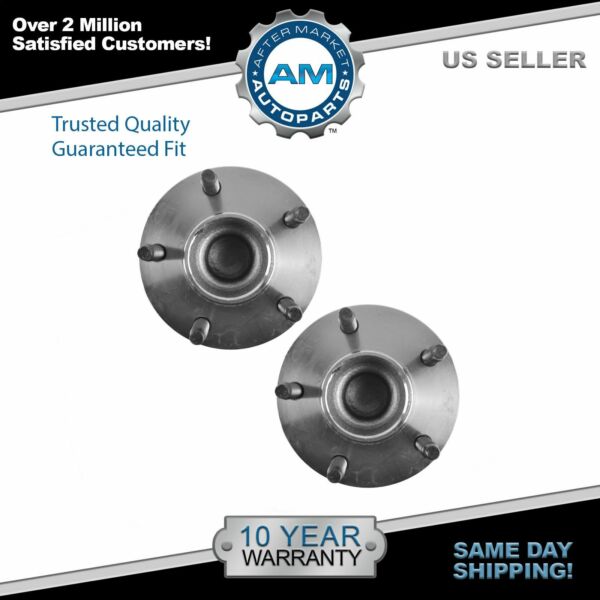 Over 2 Million
Satisfied Customers!
AFTER MARKET
AM
AUTOPARTS
TM
US SELLER
Trusted Quality
Guaranteed Fit
10 YEAR
WARRANTY
SAME DAY
SHIPPING!